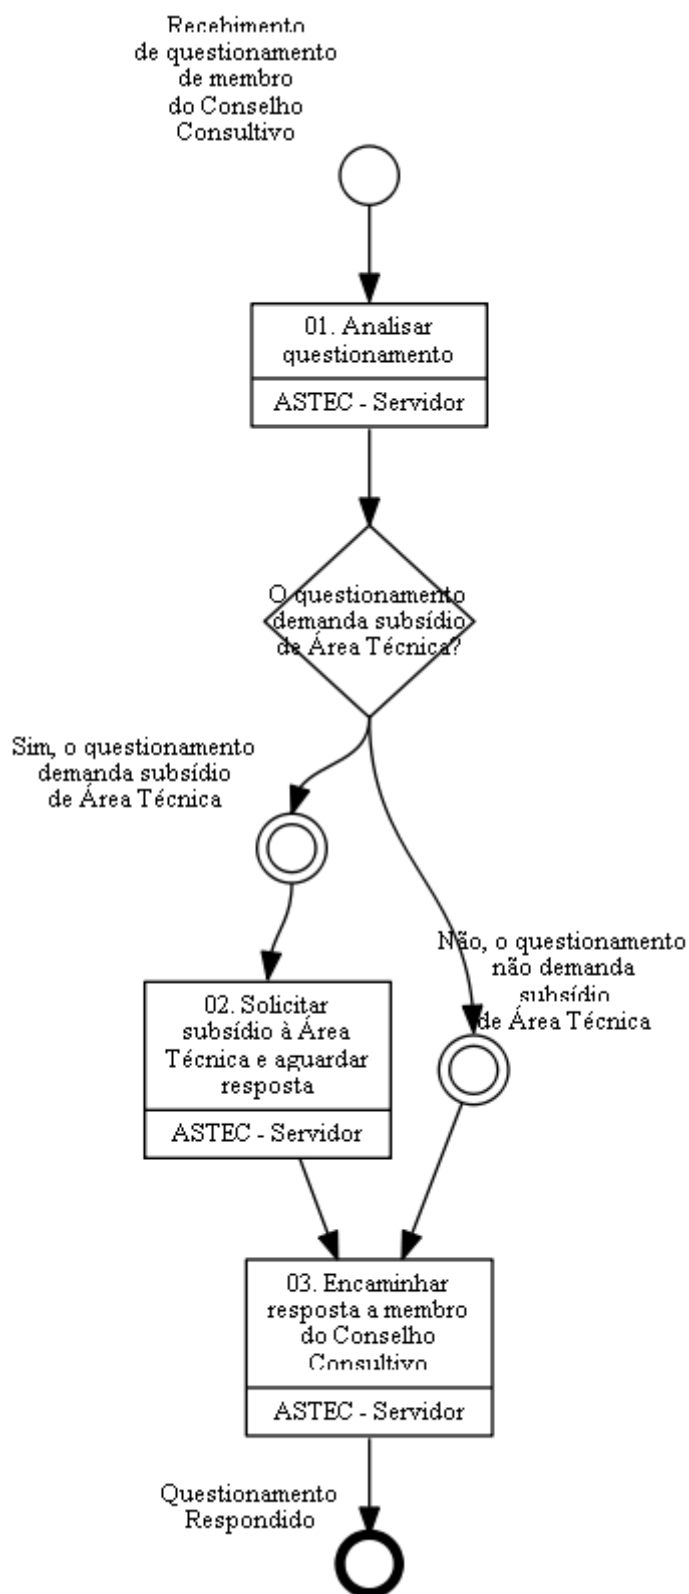 Recebimento
de questionamento
de membro
do Conselho
Consultivo
01. Analisar
questionamento
ASTEC - Servidor
O questionamento
demanda subsídio
de Área Técnica?
Sim, o questionamento
demanda subsídio
de Área Técnica
Não, o questionamento
não demanda
subsídio
de Área Técnica
02. Solicitar
subsídio à Área
Técnica e aguardar
resposta
ASTEC - Servidor
03. Encaminhar
resposta a membro
do Conselho
Consultivo
ASTEC - Servidor
Questionamento
Respondido